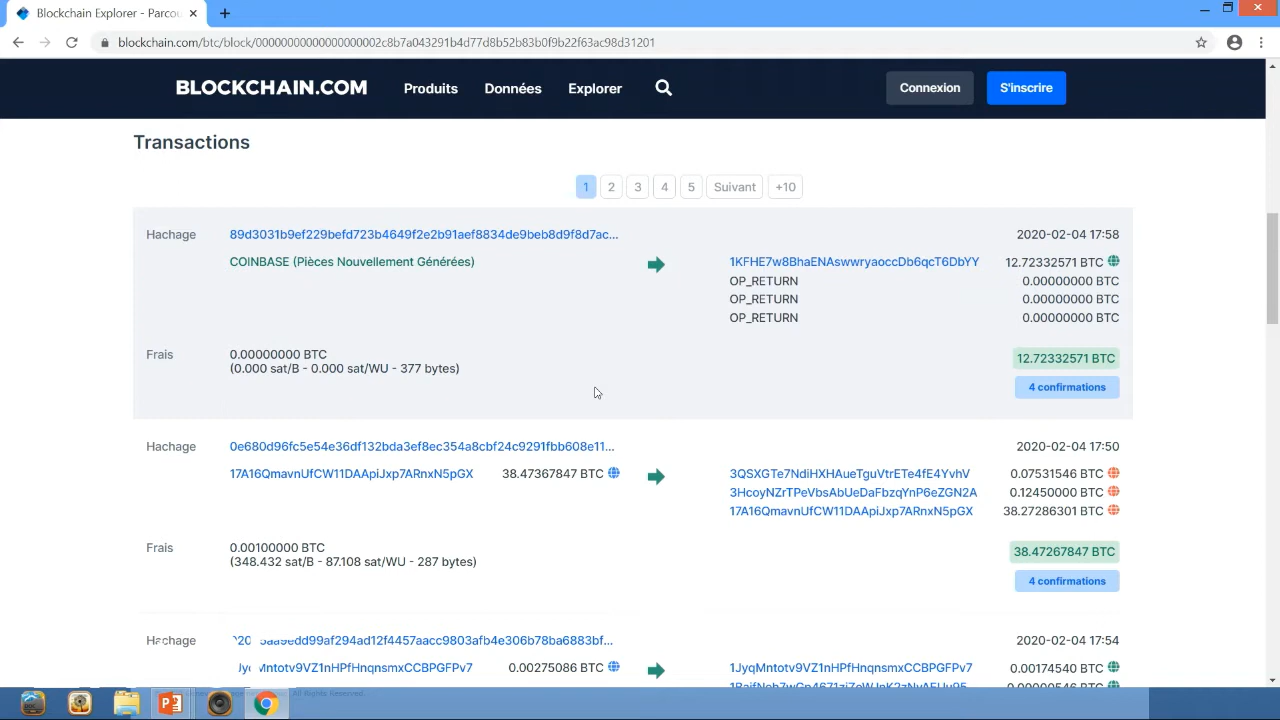 Blockchain Explorer - Parcou
blockchain.com/btc/block/00000000000000000002c8b7a043291b4d77d8b52b83b0f9b22f63ac98d31201
BLOCKCHAIN.COM Produits Données Explorer Connexion S'inscrire
Transactions
1 2 3 4 5 Suivant +10
Hachage 89d3031b9ef229befd723b4649f2e2b91aef8834de9beb8d9f8d7ac... 2020-02-04 17:58
COINBASE (Pièces Nouvellement Générées) 1KFHE7w8BhaENAswwryaoccDb6qcT6DbYY 12.72332571 BTC
OP_RETURN 0.00000000 BTC
OP_RETURN 0.00000000 BTC
OP_RETURN 0.00000000 BTC
Frais 0.00000000 BTC 12.72332571 BTC
(0.000 sat/B - 0.000 sat/WU - 377 bytes)
4 confirmations
Hachage 0e680d96fc5e54e36df132bda3ef8ec354a8cbf24c9291fbb608e11... 2020-02-04 17:50
17A16QmavnUfCW11DAApiJxp7ARnxN5pGX 38.47367847 BTC 3QSXGTe7NdiHXHAueTguVtrETe4fE4YvhV 0.07531546 BTC
3HcoyNZrTPeVbsAbUeDaFbzqYnP6eZGN2A 0.12450000 BTC
17A16QmavnUfCW11DAApiJxp7ARnxN5pGX 38.27286301 BTC
Frais 0.00100000 BTC 38.47267847 BTC
(348.432 sat/B - 87.108 sat/WU - 287 bytes)
4 confirmations
Hachage 2020-02-04 17:54
0.00275086 BTC 1JyqMntotv9VZ1nHPfHnqnsmxCCBPGFPv7 0.00174540 BTC
All Rights Reserved.